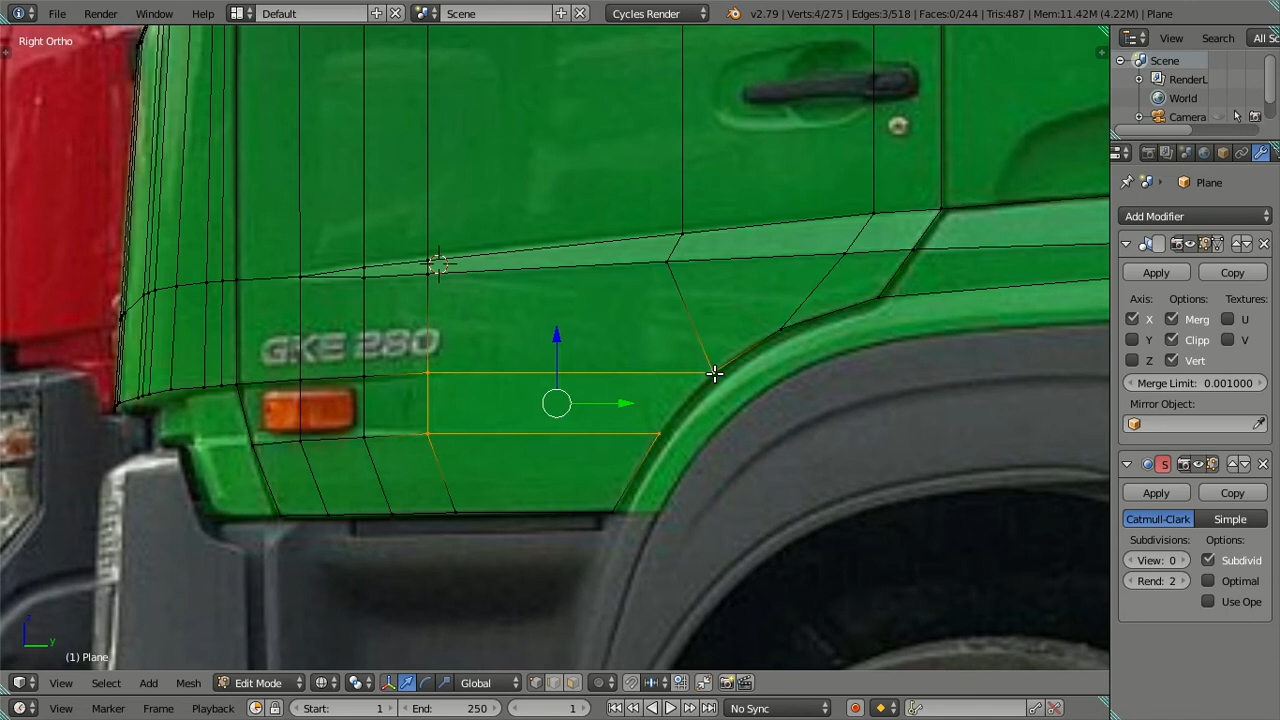 File Render Window Help Default Scene Cycles Render v2.79 | Verts:4/275 | Edges:3/518 | Faces:0/244 | Tris:487 | Mem:11.42M (4.22M) | Plane
Right Ortho
View Search All Sc
Scene
RenderL
World
Camera
Plane
Add Modifier
Apply Copy
Axis: Options: Textures:
X Merg U
Y Clipp V
Z Vert
Merge Limit: 0.001000
Mirror Object:
S
Apply Copy
Catmull-Clark Simple
Subdivisions: Options:
View: 0 Subdivid
Rend: 2 Optimal
Use Ope
GKE 280
z
y
(1) Plane
View Select Add Mesh Edit Mode Global
View Marker Frame Playback Start: 1 End: 250 1 No Sync